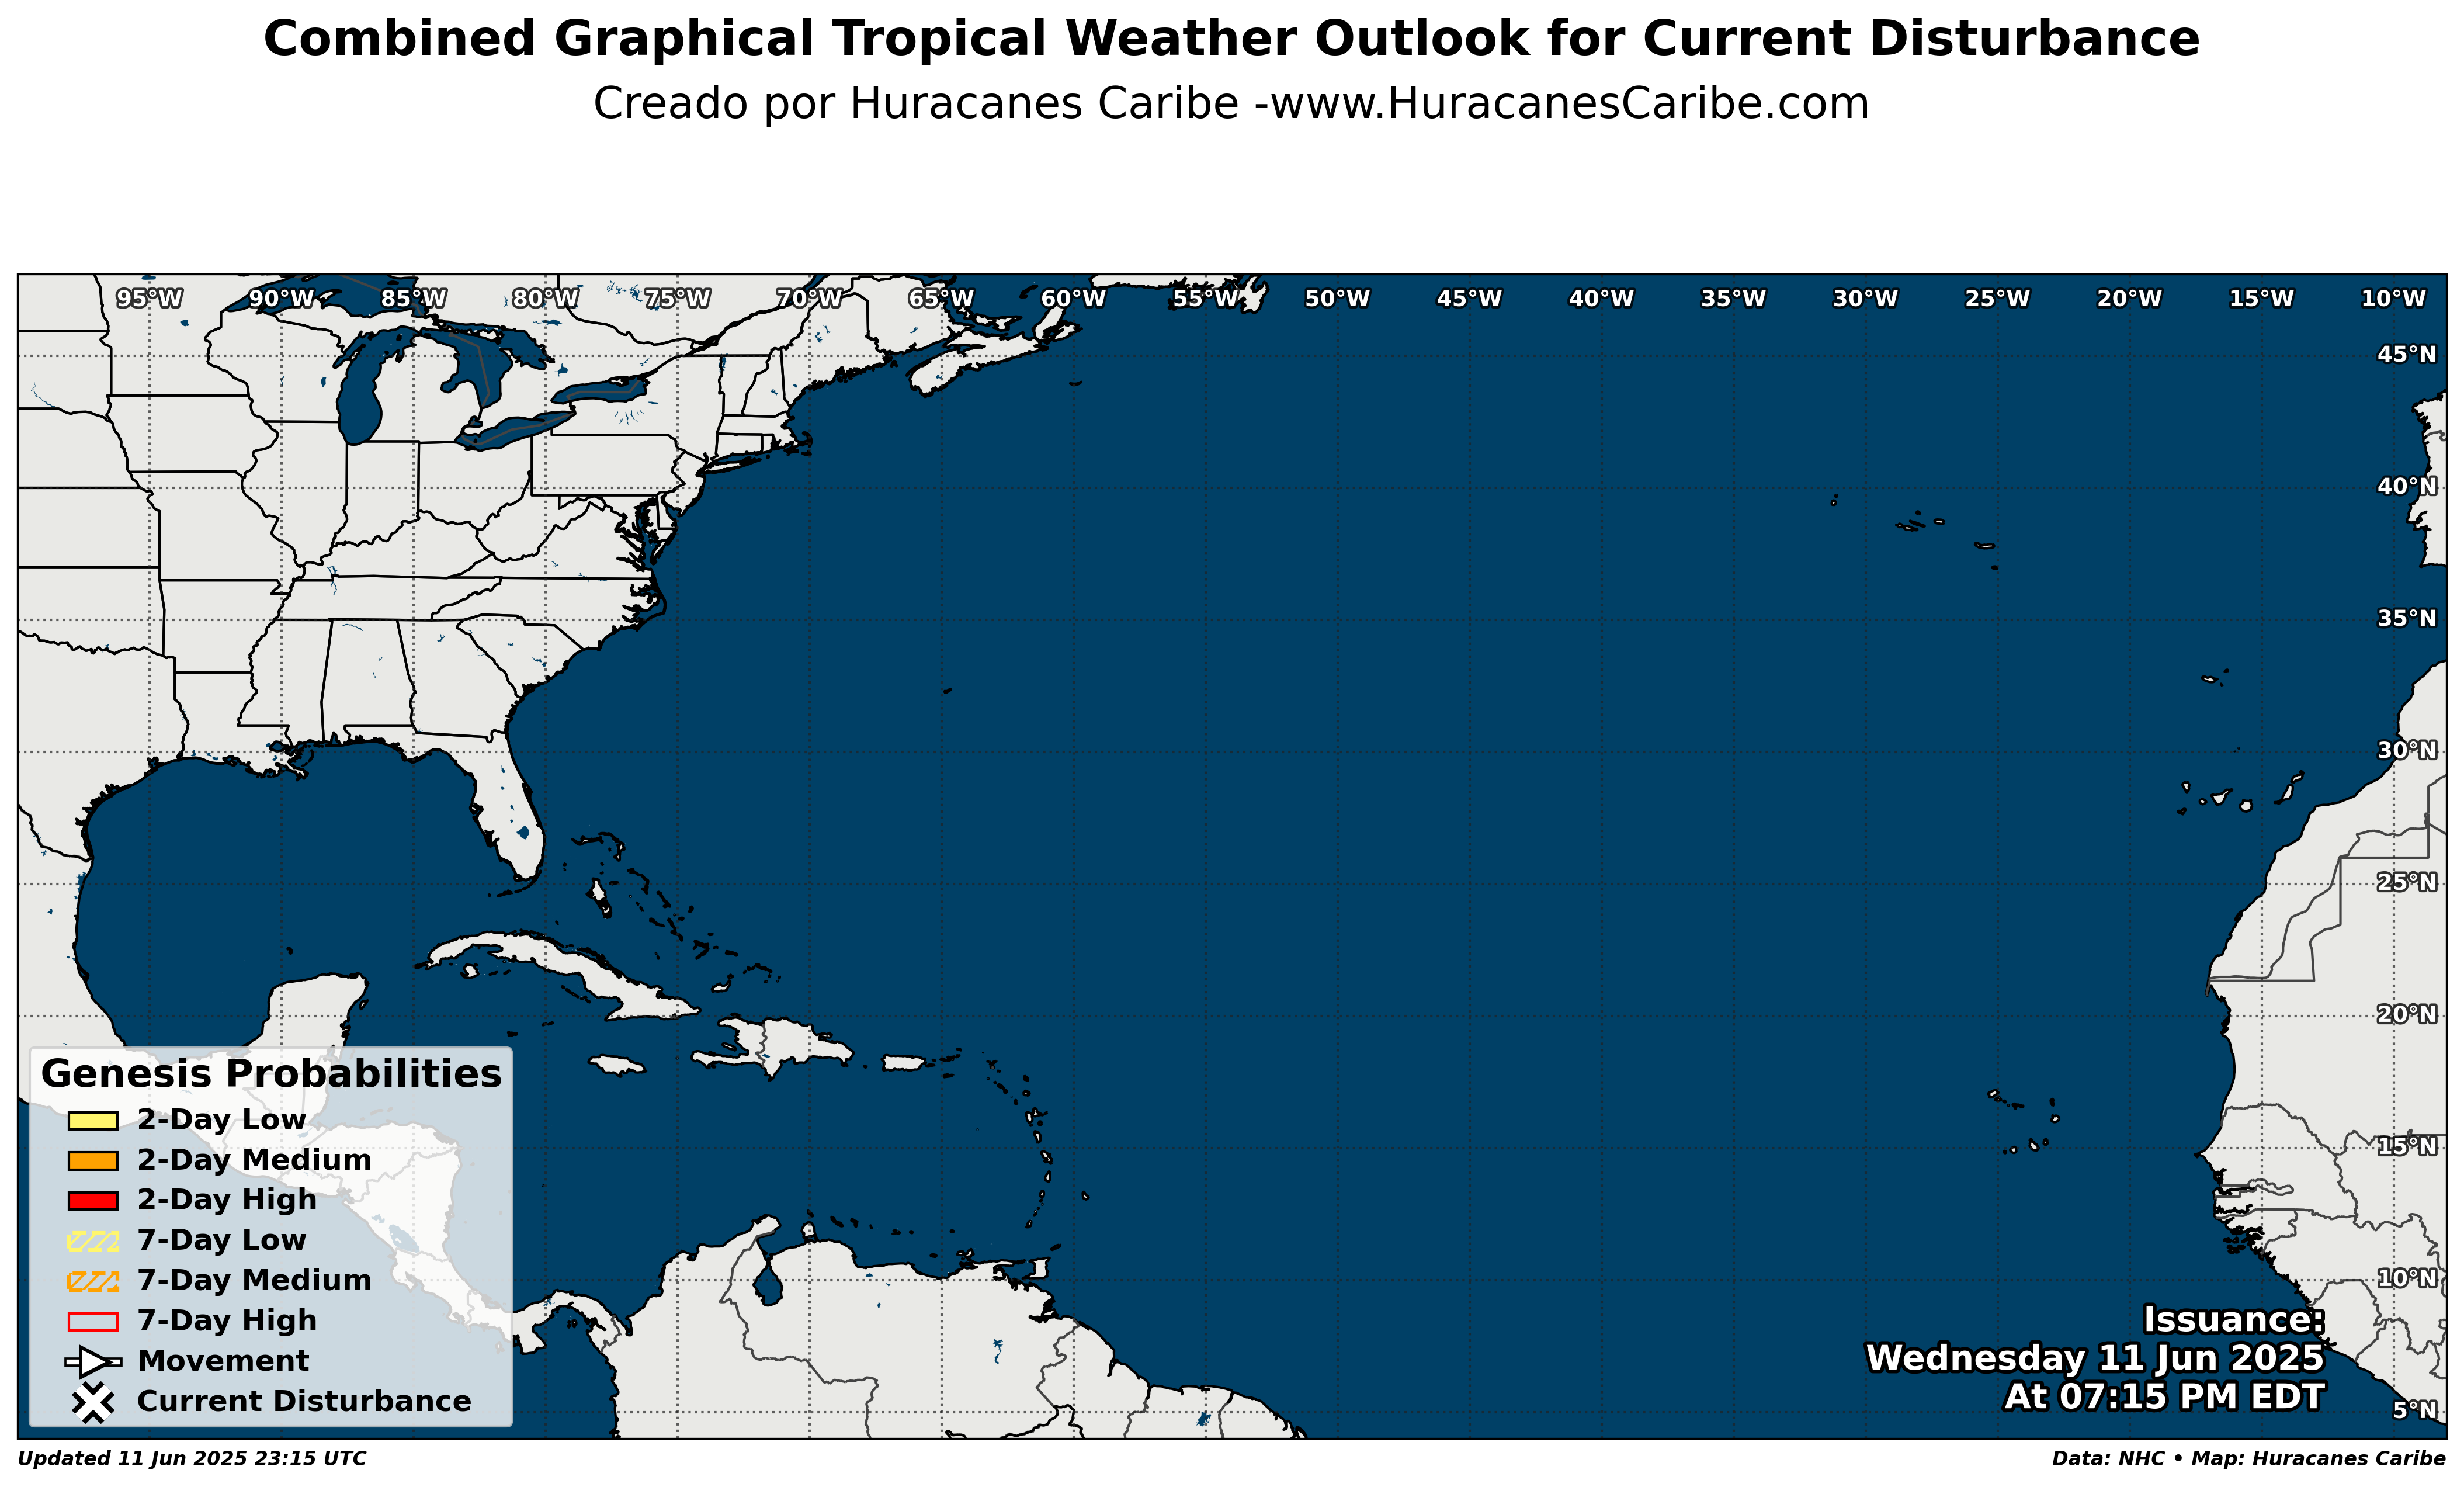 Combined Graphical Tropical Weather Outlook for Current Disturbance
Creado por Huracanes Caribe -www.HuracanesCaribe.com
95°W 90°W 85°W 80°W 75°W 70°W 65°W 60°W 55°W 50°W 45°W 40°W 35°W 30°W 25°W 20°W 15°W 10°W
45°N
40°N
35°N
30°N
25°N
20°N
15°N
10°N
5°N
Genesis Probabilities
2-Day Low
2-Day Medium
2-Day High
7-Day Low
7-Day Medium
7-Day High
Movement
Current Disturbance
Issuance:
Wednesday 11 Jun 2025
At 07:15 PM EDT
Updated 11 Jun 2025 23:15 UTC
Data: NHC • Map: Huracanes Caribe